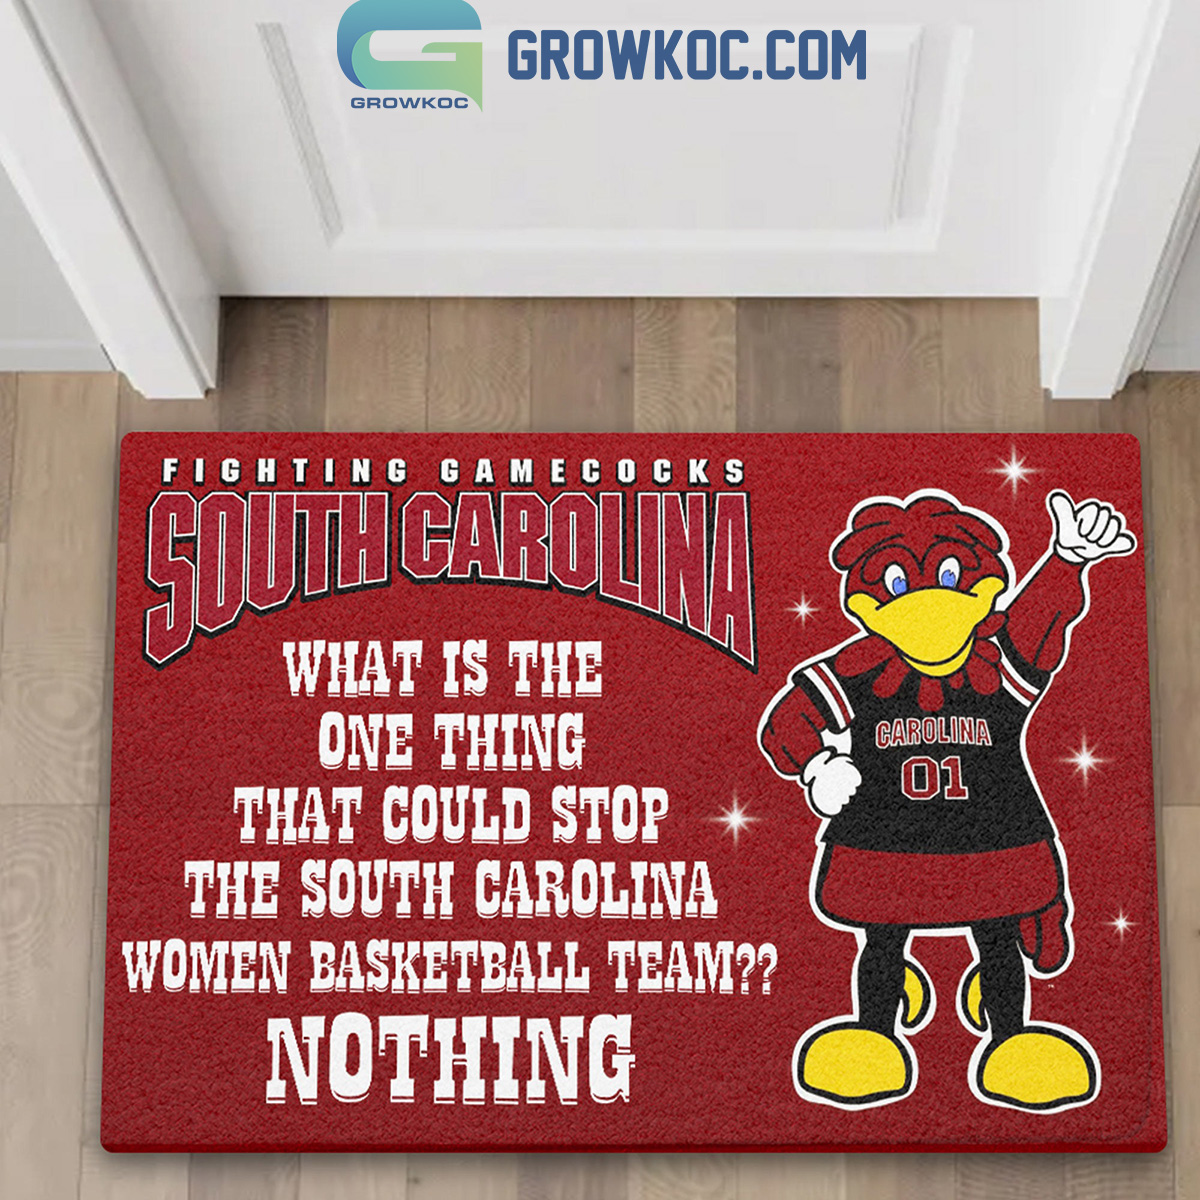 GROWKOC
GROWKOC.COM
FIGHTING GAMECOCKS
SOUTH CAROLINA
WHAT IS THE
ONE THING
THAT COULD STOP
THE SOUTH CAROLINA
WOMEN BASKETBALL TEAM??
NOTHING
CAROLINA
01